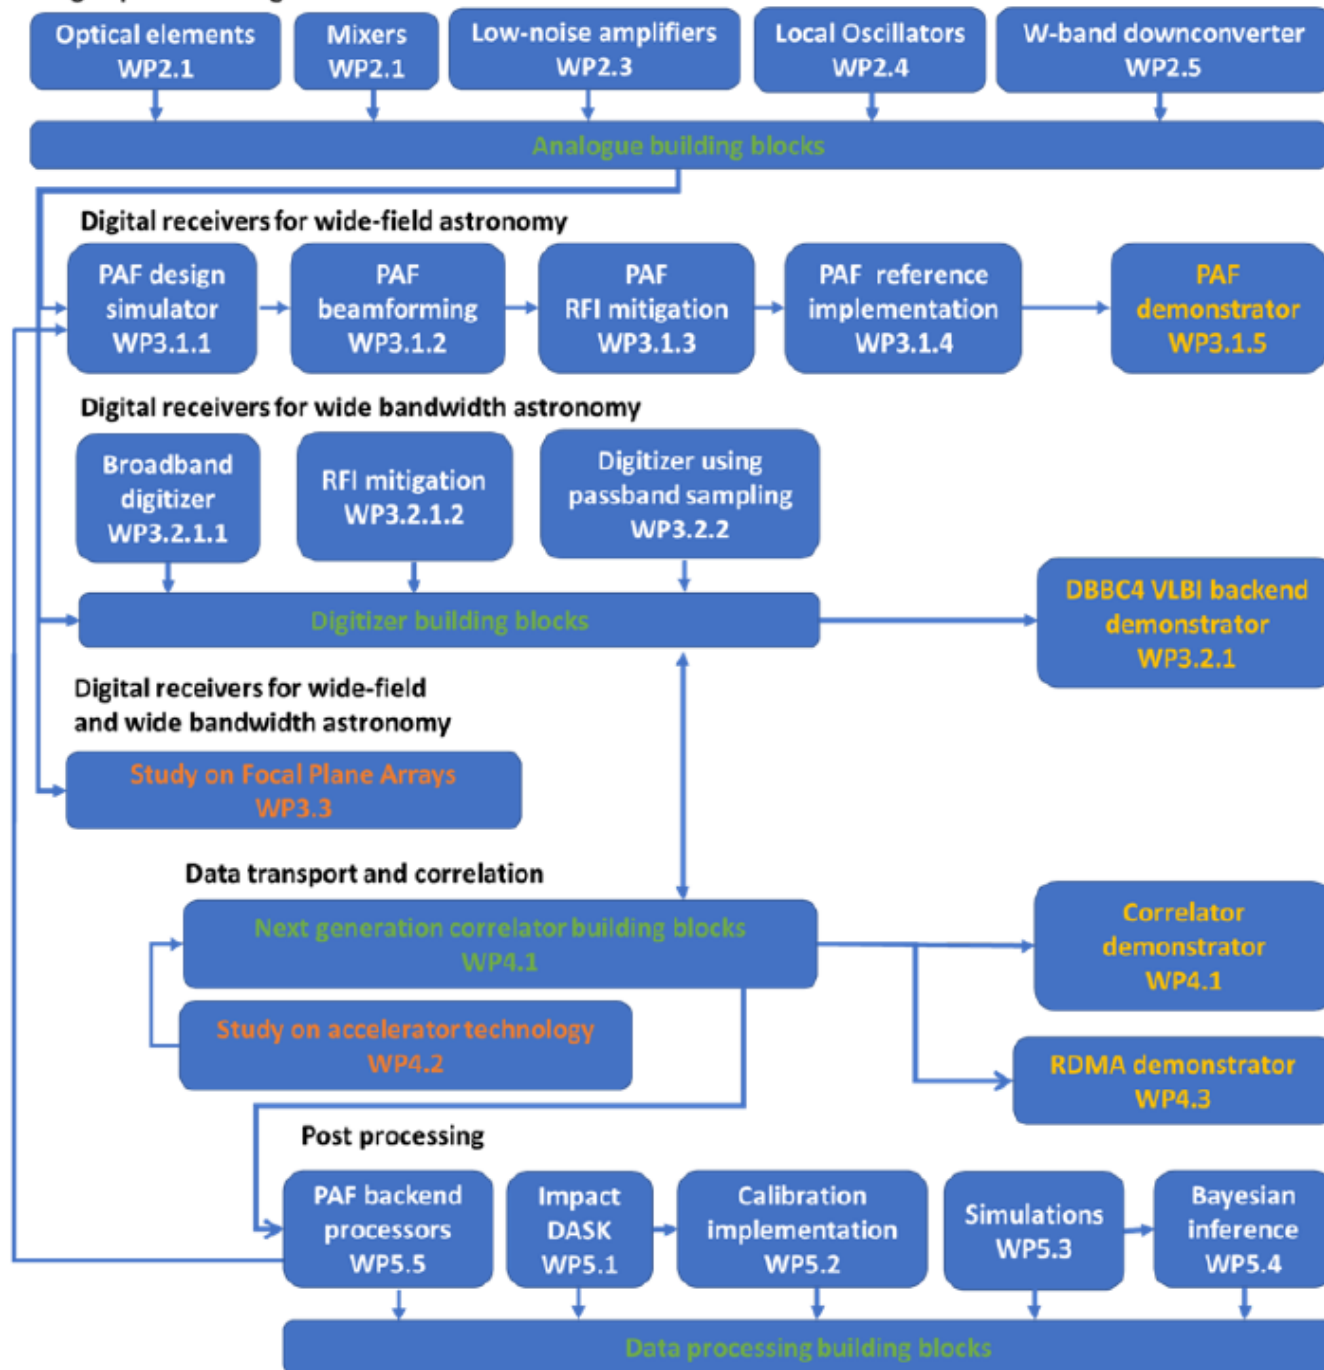 Optical elements
WP2.1
Mixers
WP2.1
Low-noise amplifiers
WP2.3
Local Oscillators
WP2.4
W-band downconverter
WP2.5
Analogue building blocks
Digital receivers for wide-field astronomy
PAF design
simulator
WP3.1.1
PAF
beamforming
WP3.1.2
PAF
RFI mitigation
WP3.1.3
PAF reference
implementation
WP3.1.4
PAF
demonstrator
WP3.1.5
Digital receivers for wide bandwidth astronomy
Broadband
digitizer
WP3.2.1.1
RFI mitigation
WP3.2.1.2
Digitizer using
passband sampling
WP3.2.2
Digitizer building blocks
DBBC4 VLBI backend
demonstrator
WP3.2.1
Digital receivers for wide-field
and wide bandwidth astronomy
Study on Focal Plane Arrays
WP3.3
Data transport and correlation
Next generation correlator building blocks
WP4.1
Correlator
demonstrator
WP4.1
Study on accelerator technology
WP4.2
RDMA demonstrator
WP4.3
Post processing
PAF backend
processors
WP5.5
Impact
DASK
WP5.1
Calibration
implementation
WP5.2
Simulations
WP5.3
Bayesian
inference
WP5.4
Data processing building blocks